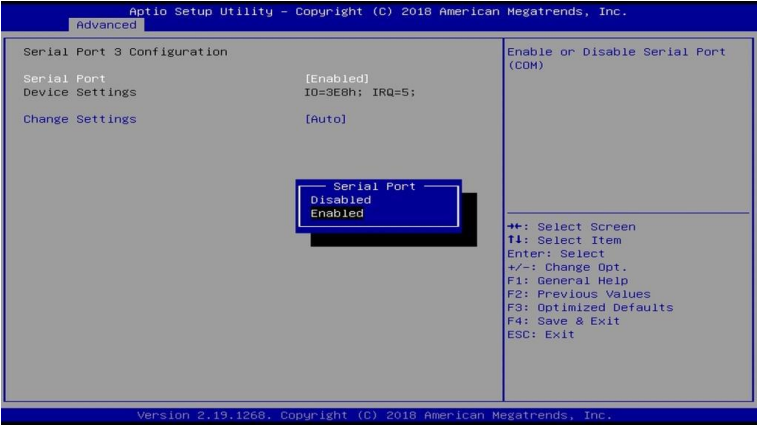 Aptio Setup Utility – Copyright (C) 2018 American Megatrends, Inc.
Advanced
Serial Port 3 Configuration
Serial Port [Enabled]
Device Settings IO=3E8h; IRQ=5;
Change Settings [Auto]
Serial Port
Disabled
Enabled
Enable or Disable Serial Port
(COM)
→←: Select Screen
↑↓: Select Item
Enter: Select
+/-: Change Opt.
F1: General Help
F2: Previous Values
F3: Optimized Defaults
F4: Save & Exit
ESC: Exit
Version 2.19.1268. Copyright (C) 2018 American Megatrends, Inc.